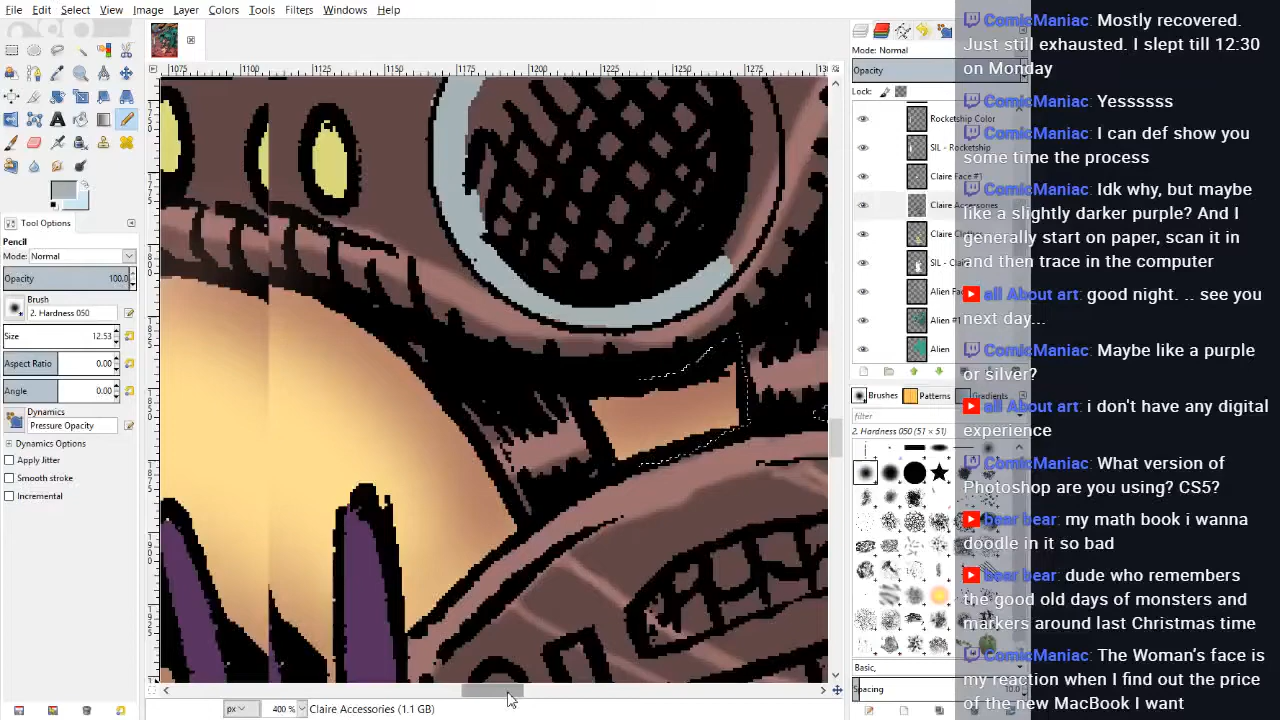 File Edit Select View Image Layer Colors Tools Filters Windows Help
1075 1100 1125 1150 1175 1200 1225 1250 1275
Tool Options
Pencil
Mode: Normal
Opacity 100.0
Brush
2. Hardness 050
Size 12.53
Aspect Ratio 0.00
Angle 0.00
Dynamics
Pressure Opacity
Dynamics Options
Apply Jitter
Smooth stroke
Incremental
px 400 % Claire Accessories (1.1 GB)
Mode: Normal
Opacity
Lock:
Rocketship Color
SIL - Rocketship
Claire Face #1
Claire Accessories
Alien #1
Alien
Brushes Patterns Gradients
filter
2. Hardness 050 (51 × 51)
Basic,
Spacing 10.0
ComicManiac: Mostly recovered.
Just still exhausted. I slept till 12:30
on Monday
ComicManiac: Yessssss
ComicManiac: I can def show you
some time the process
ComicManiac: Idk why, but maybe
like a slightly darker purple? And I
generally start on paper, scan it in
and then trace in the computer
all About art: good night. .. see you
next day...
ComicManiac: Maybe like a purple
or silver?
all About art: i don't have any digital
experience
ComicManiac: What version of
Photoshop are you using? CS5?
bear bear: my math book i wanna
doodle in it so bad
bear bear: dude who remembers
the good old days of monsters and
markers around last Christmas time
ComicManiac: The Woman's face is
my reaction when I find out the price
of the new MacBook I want